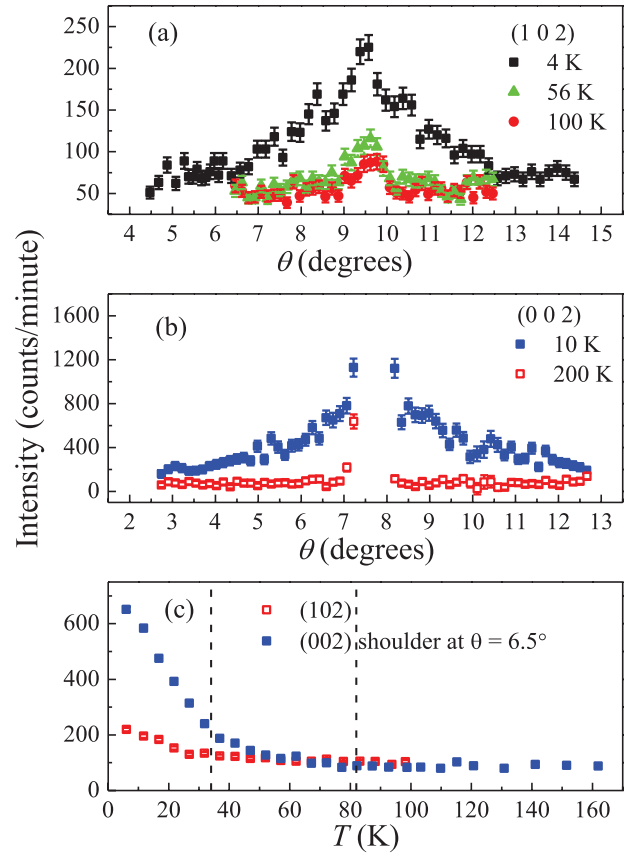 Intensity (counts/minute)
(a)
(1 0 2)
4 K
56 K
100 K
250
200
150
100
50
4 5 6 7 8 9 10 11 12 13 14 15
θ (degrees)
(b)
(0 0 2)
10 K
200 K
1600
1200
800
400
0
2 3 4 5 6 7 8 9 10 11 12 13
θ (degrees)
(c)
(102)
(002) shoulder at θ = 6.5°
600
400
200
0
0 20 40 60 80 100 120 140 160
T (K)